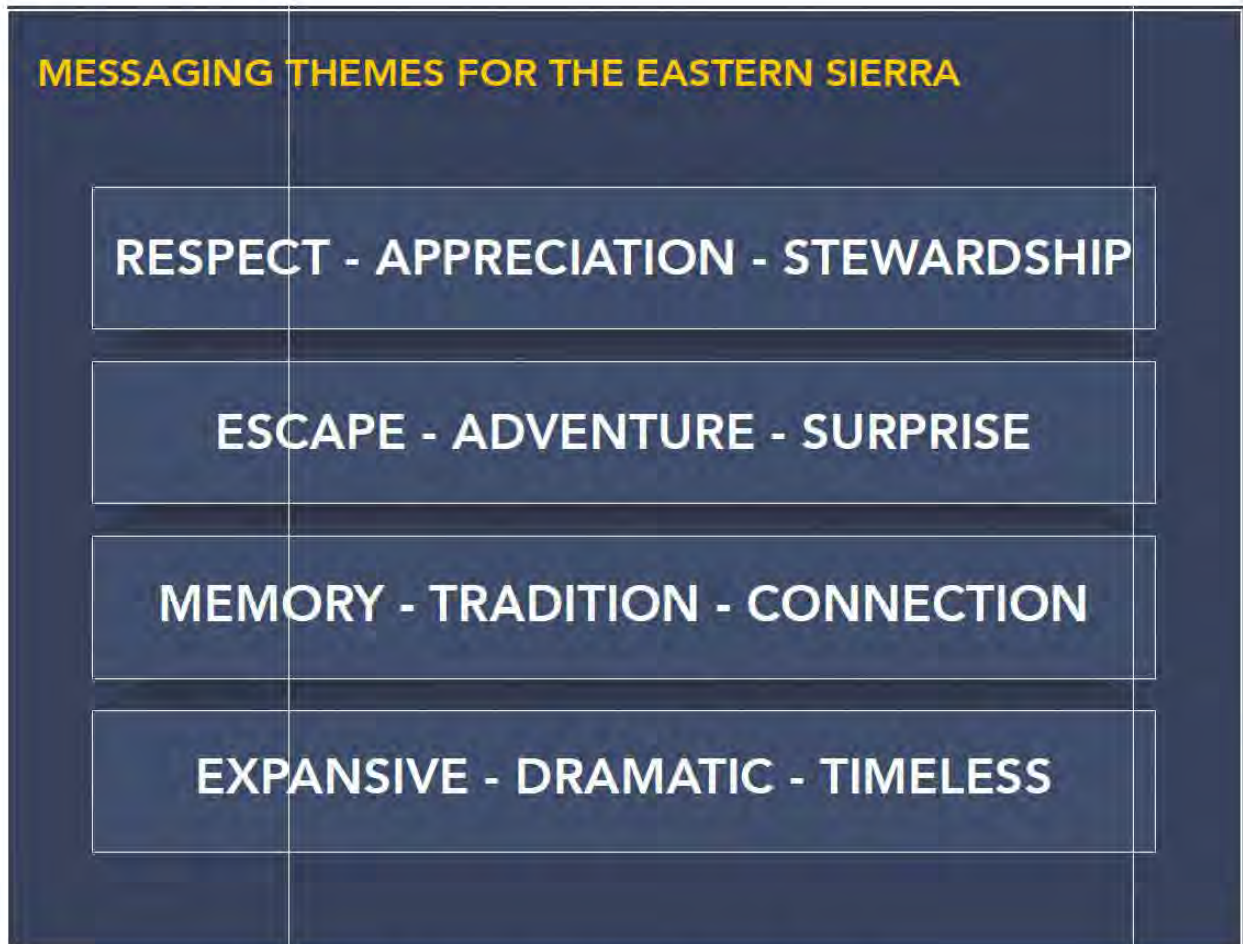 MESSAGING THEMES FOR THE EASTERN SIERRA
RESPECT - APPRECIATION - STEWARDSHIP
ESCAPE - ADVENTURE - SURPRISE
MEMORY - TRADITION - CONNECTION
EXPANSIVE - DRAMATIC - TIMELESS